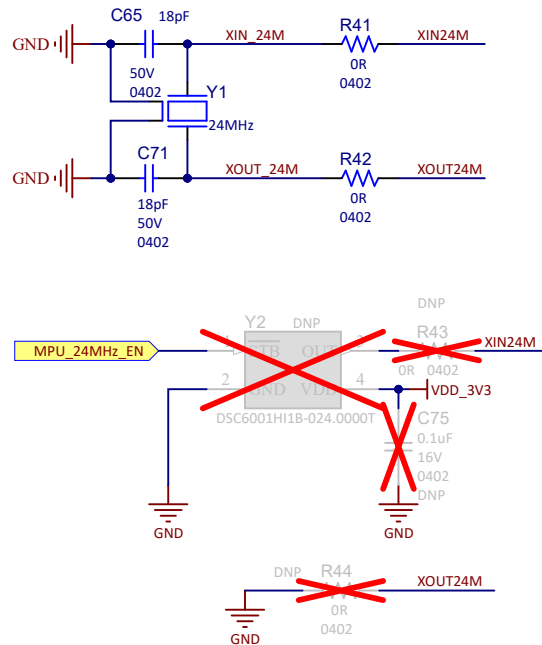 C65
18pF
XIN_24M
R41
XIN24M
GND
50V
0402
0R
0402
Y1
24MHz
C71
XOUT_24M
R42
XOUT24M
GND
18pF
50V
0402
0R
0402
DNP
Y2
DNP
R43
MPU_24MHz_EN
1
STB
OUT
3
XIN24M
0R
0402
2
GND
VDD
4
VDD_3V3
DSC6001HI1B-024.0000T
C75
0.1uF
16V
0402
DNP
GND
GND
DNP
R44
XOUT24M
0R
0402
GND